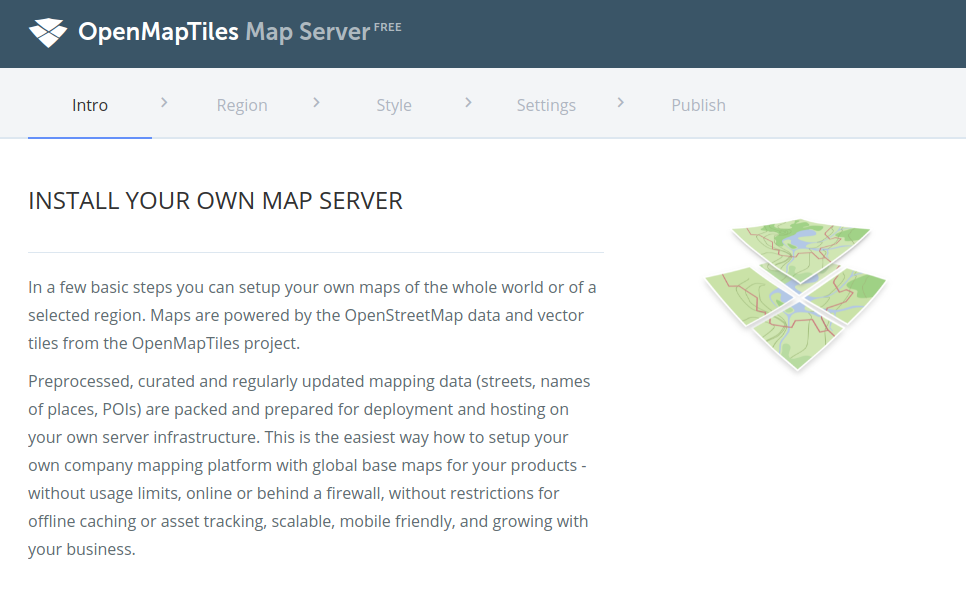 OpenMapTiles Map Server FREE
Intro > Region > Style > Settings > Publish
INSTALL YOUR OWN MAP SERVER
In a few basic steps you can setup your own maps of the whole world or of a
selected region. Maps are powered by the OpenStreetMap data and vector
tiles from the OpenMapTiles project.
Preprocessed, curated and regularly updated mapping data (streets, names
of places, POIs) are packed and prepared for deployment and hosting on
your own server infrastructure. This is the easiest way how to setup your
own company mapping platform with global base maps for your products -
without usage limits, online or behind a firewall, without restrictions for
offline caching or asset tracking, scalable, mobile friendly, and growing with
your business.